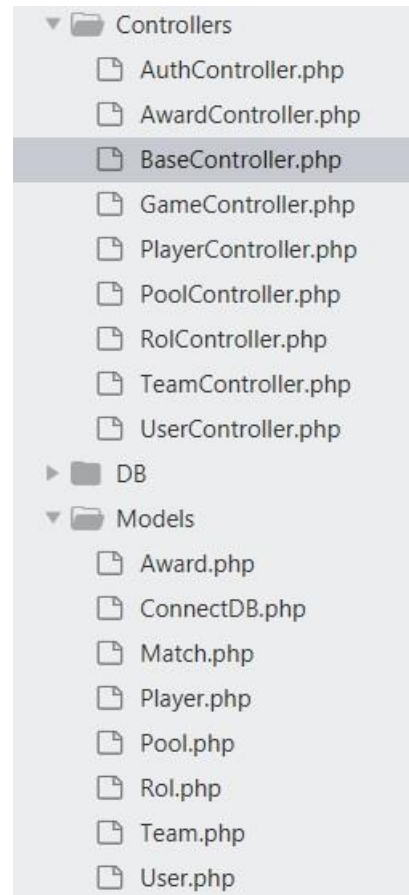 Controllers
AuthController.php
AwardController.php
BaseController.php
GameController.php
PlayerController.php
PoolController.php
RolController.php
TeamController.php
UserController.php
DB
Models
Award.php
ConnectDB.php
Match.php
Player.php
Pool.php
Rol.php
Team.php
User.php